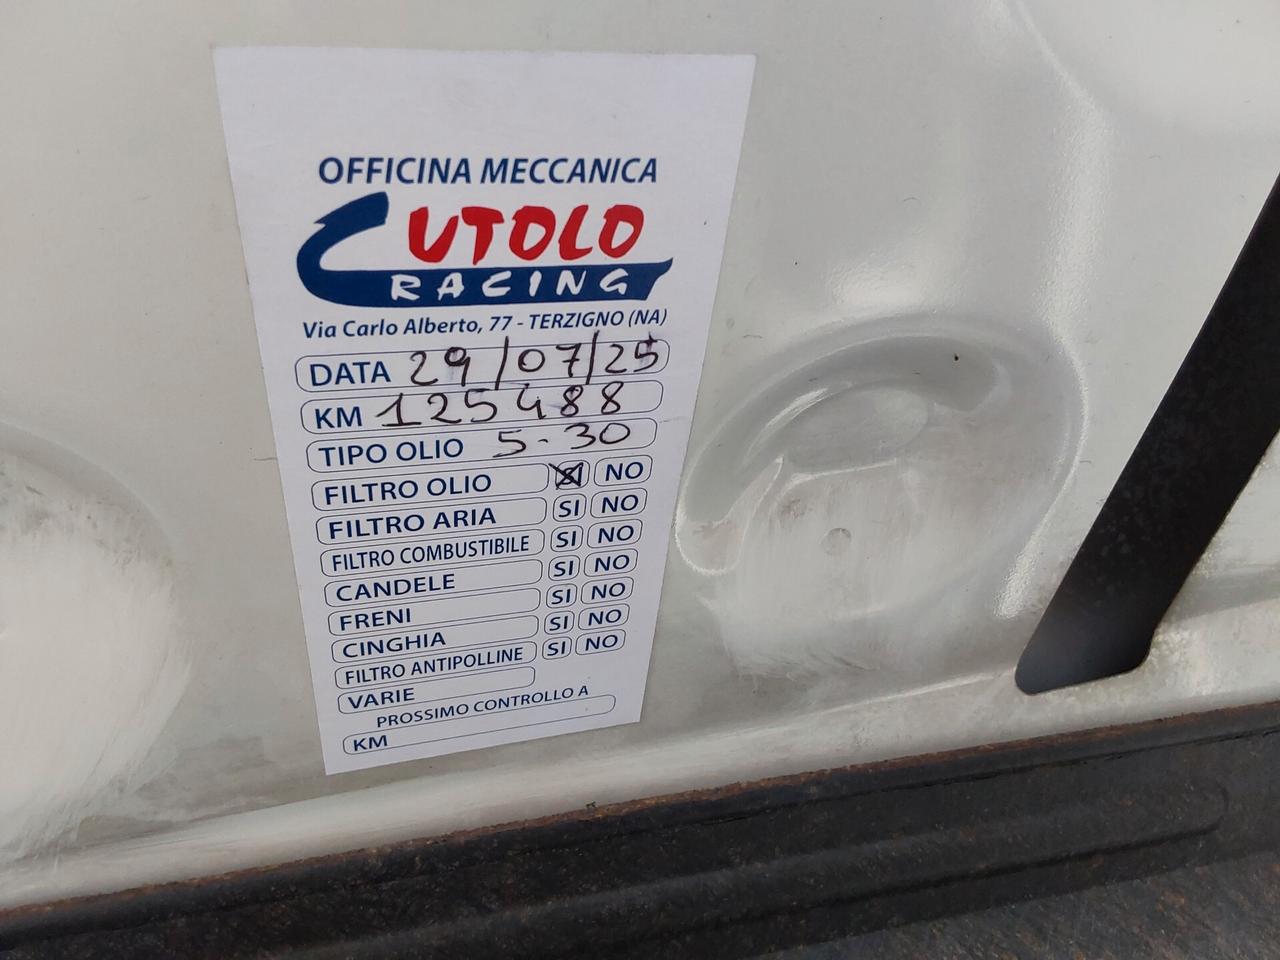 OFFICINA MECCANICA
CUTOLO
RACING
Via Carlo Alberto, 77 - TERZIGNO (NA)
DATA 29/07/25
KM 125488
TIPO OLIO 5-30
FILTRO OLIO SI NO
FILTRO ARIA SI NO
FILTRO COMBUSTIBILE SI NO
CANDELE SI NO
FRENI SI NO
CINGHIA SI NO
FILTRO ANTIPOLLINE SI NO
VARIE
PROSSIMO CONTROLLO A
KM